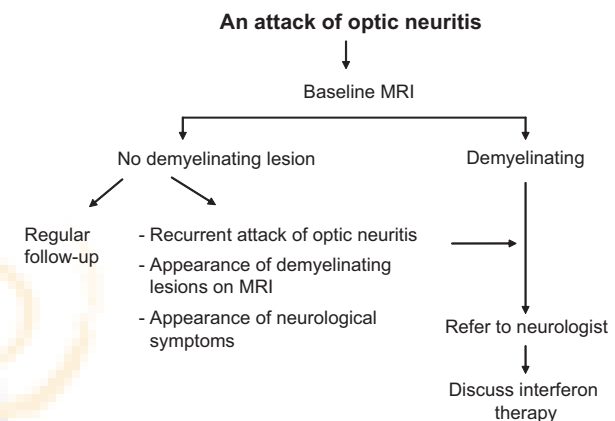 An attack of optic neuritis
Baseline MRI
No demyelinating lesion
Demyelinating
Regular
follow-up
- Recurrent attack of optic neuritis
- Appearance of demyelinating
lesions on MRI
- Appearance of neurological
symptoms
Refer to neurologist
Discuss interferon
therapy